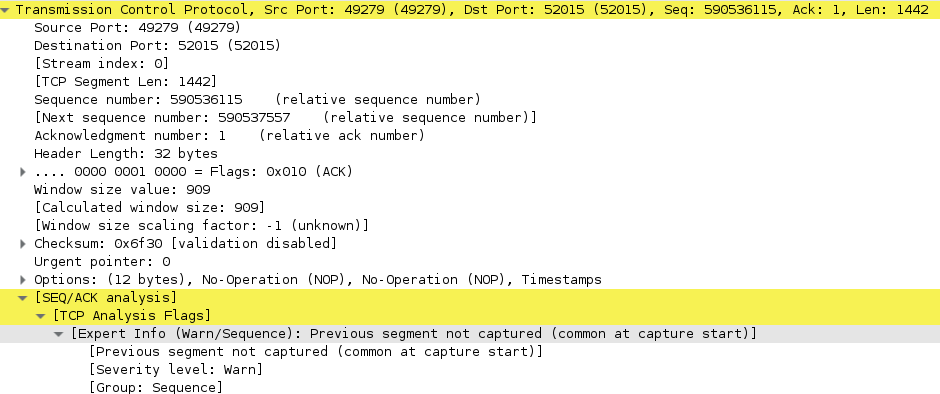 Transmission Control Protocol, Src Port: 49279 (49279), Dst Port: 52015 (52015), Seq: 590536115, Ack: 1, Len: 1442
Source Port: 49279 (49279)
Destination Port: 52015 (52015)
[Stream index: 0]
[TCP Segment Len: 1442]
Sequence number: 590536115    (relative sequence number)
[Next sequence number: 590537557    (relative sequence number)]
Acknowledgment number: 1    (relative ack number)
Header Length: 32 bytes
.... 0000 0001 0000 = Flags: 0x010 (ACK)
Window size value: 909
[Calculated window size: 909]
[Window size scaling factor: -1 (unknown)]
Checksum: 0x6f30 [validation disabled]
Urgent pointer: 0
Options: (12 bytes), No-Operation (NOP), No-Operation (NOP), Timestamps
[SEQ/ACK analysis]
[TCP Analysis Flags]
[Expert Info (Warn/Sequence): Previous segment not captured (common at capture start)]
[Previous segment not captured (common at capture start)]
[Severity level: Warn]
[Group: Sequence]